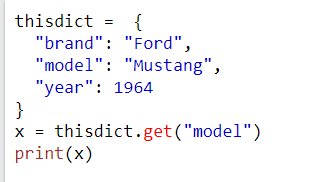 thisdict =  {
  "brand": "Ford",
  "model": "Mustang",
  "year": 1964
}
x = thisdict.get("model")
print(x)